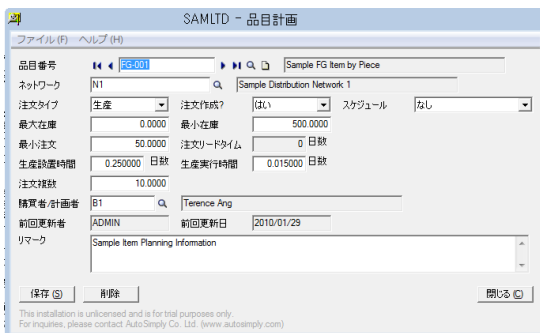 SAMLTD - 品目計画
ファイル(F) ヘルプ(H)
品目番号 FG-001 Sample FG Item by Piece
ネットワーク N1 Sample Distribution Network 1
注文タイプ 生産 注文作成? はい スケジュール なし
最大在庫 0.0000 最小在庫 500.0000
最小注文 50.0000 注文リードタイム 0 日数
生産設置時間 0.250000 日数 生産実行時間 0.015000 日数
注文複数 10.0000
購買者/計画者 B1 Terence Ang
前回更新者 ADMIN 前回更新日 2010/01/29
リマーク Sample Item Planning Information
保存(S) 削除 閉じる(C)
This installation is unlicensed and is for trial purposes only.
For inquiries, please contact AutoSimply Co. Ltd. (www.autosimply.com)